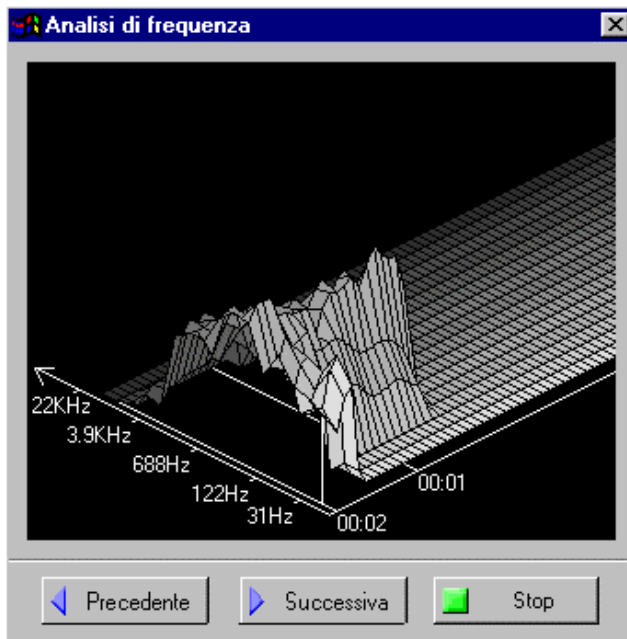 Analisi di frequenza
22KHz
3.9KHz
688Hz
122Hz
31Hz
00:01
00:02
Precedente
Successiva
Stop